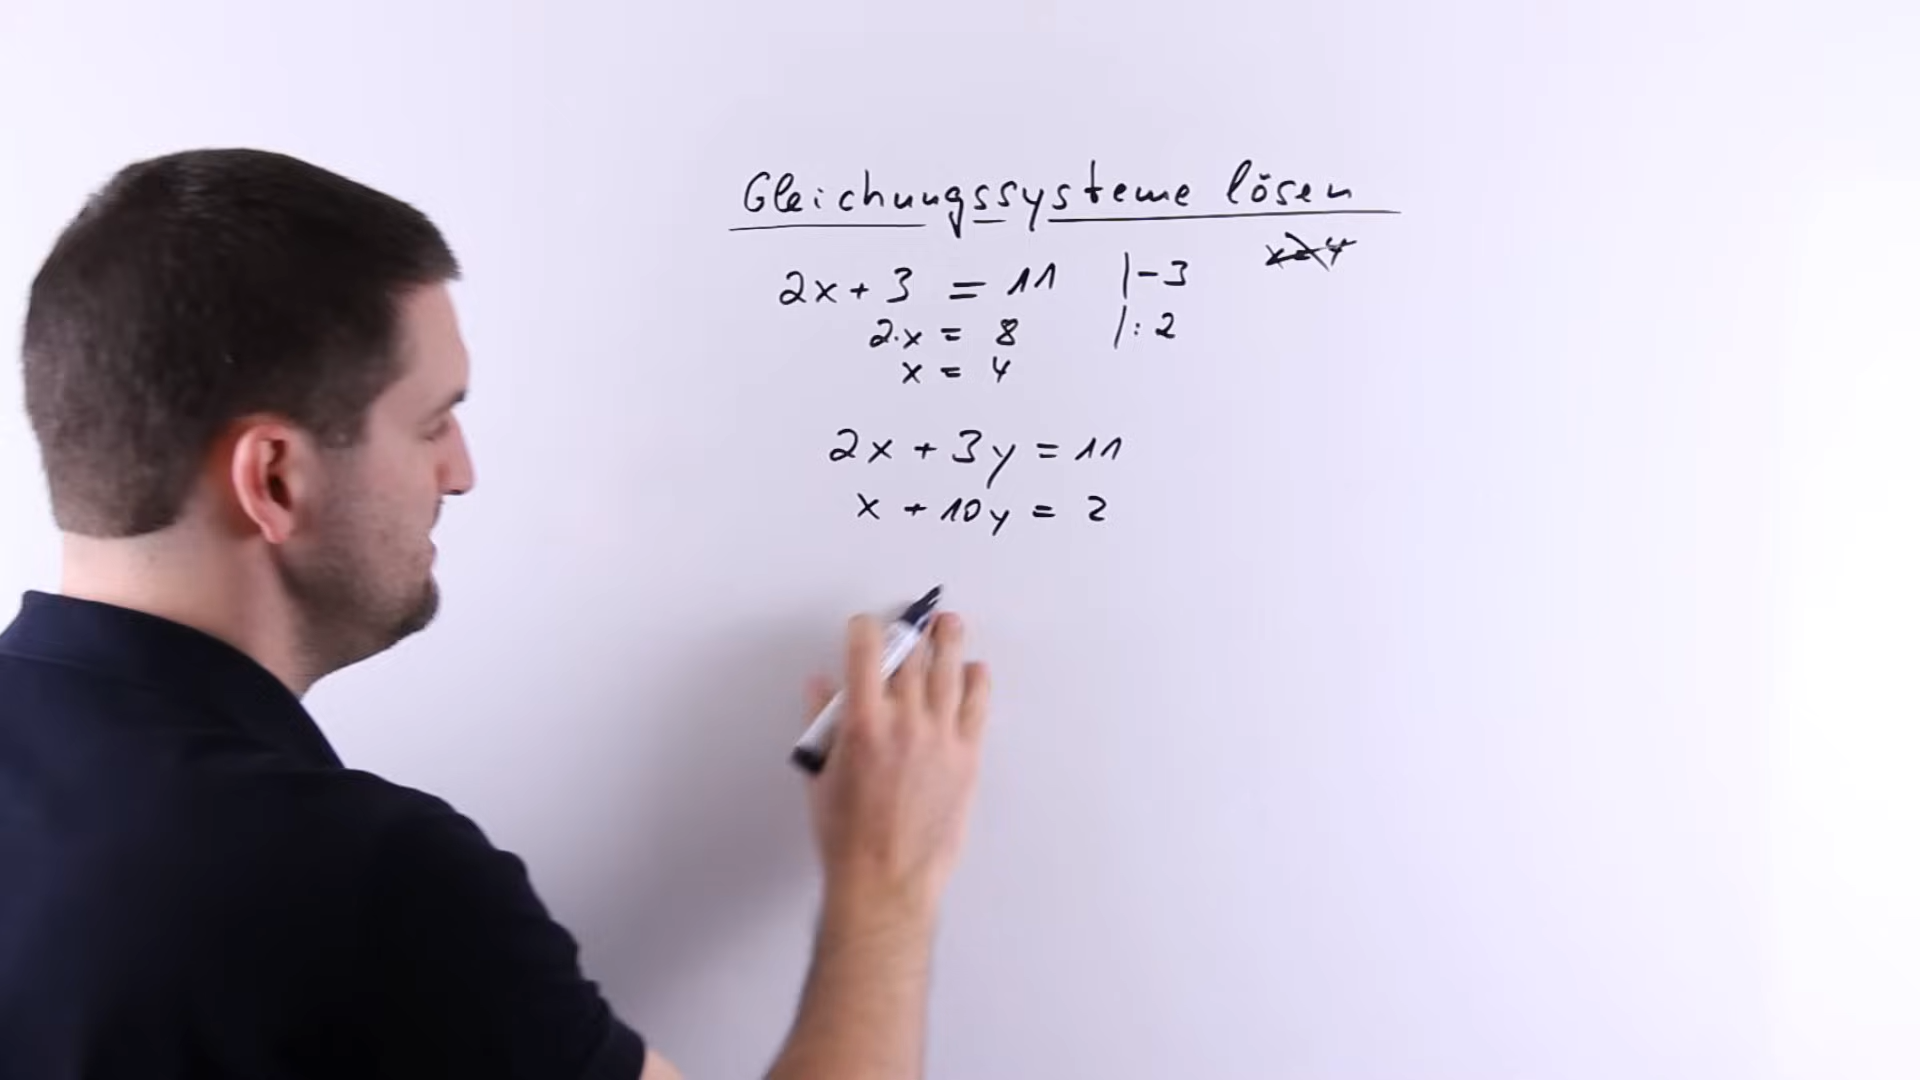 Gleichungssysteme lösen
x=4
2x + 3 = 11 |-3
2·x = 8 |: 2
x = 4
2x + 3y = 11
x + 10y = 2